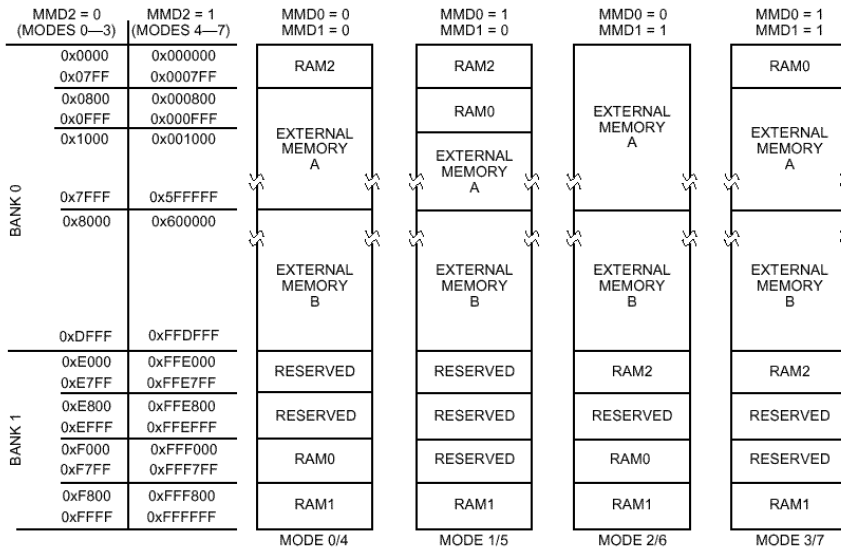 MMD2 = 0 MMD2 = 1 MMD0 = 0 MMD0 = 1 MMD0 = 0 MMD0 = 1
(MODES 0—3) (MODES 4—7) MMD1 = 0 MMD1 = 0 MMD1 = 1 MMD1 = 1
0x0000 0x000000
RAM2 RAM2 RAM0
0x07FF 0x0007FF
0x0800 0x000800
RAM0
0x0FFF 0x000FFF
0x1000 0x001000
EXTERNAL MEMORY A
EXTERNAL MEMORY A
EXTERNAL MEMORY A
EXTERNAL MEMORY A
BANK 0
0x7FFF 0x5FFFFF
0x8000 0x600000
EXTERNAL EXTERNAL EXTERNAL EXTERNAL
MEMORY MEMORY MEMORY MEMORY
B B B B
0xDFFF 0xFFDFFF
0xE000 0xFFE000
RESERVED RESERVED RAM2 RAM2
0xE7FF 0xFFE7FF
0xE800 0xFFE800
RESERVED RESERVED RESERVED RESERVED
0xEFFF 0xFFEFFF
BANK 1
0xF000 0xFFF000
RAM0 RESERVED RAM0 RESERVED
0xF7FF 0xFFF7FF
0xF800 0xFFF800
RAM1 RAM1 RAM1 RAM1
0xFFFF 0xFFFFFF
MODE 0/4 MODE 1/5 MODE 2/6 MODE 3/7